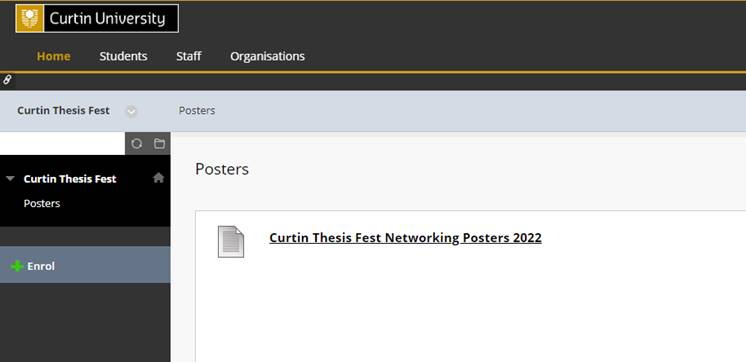 Curtin University
Home Students Staff Organisations
Curtin Thesis Fest Posters
Curtin Thesis Fest
Posters
Enrol
Posters
Curtin Thesis Fest Networking Posters 2022